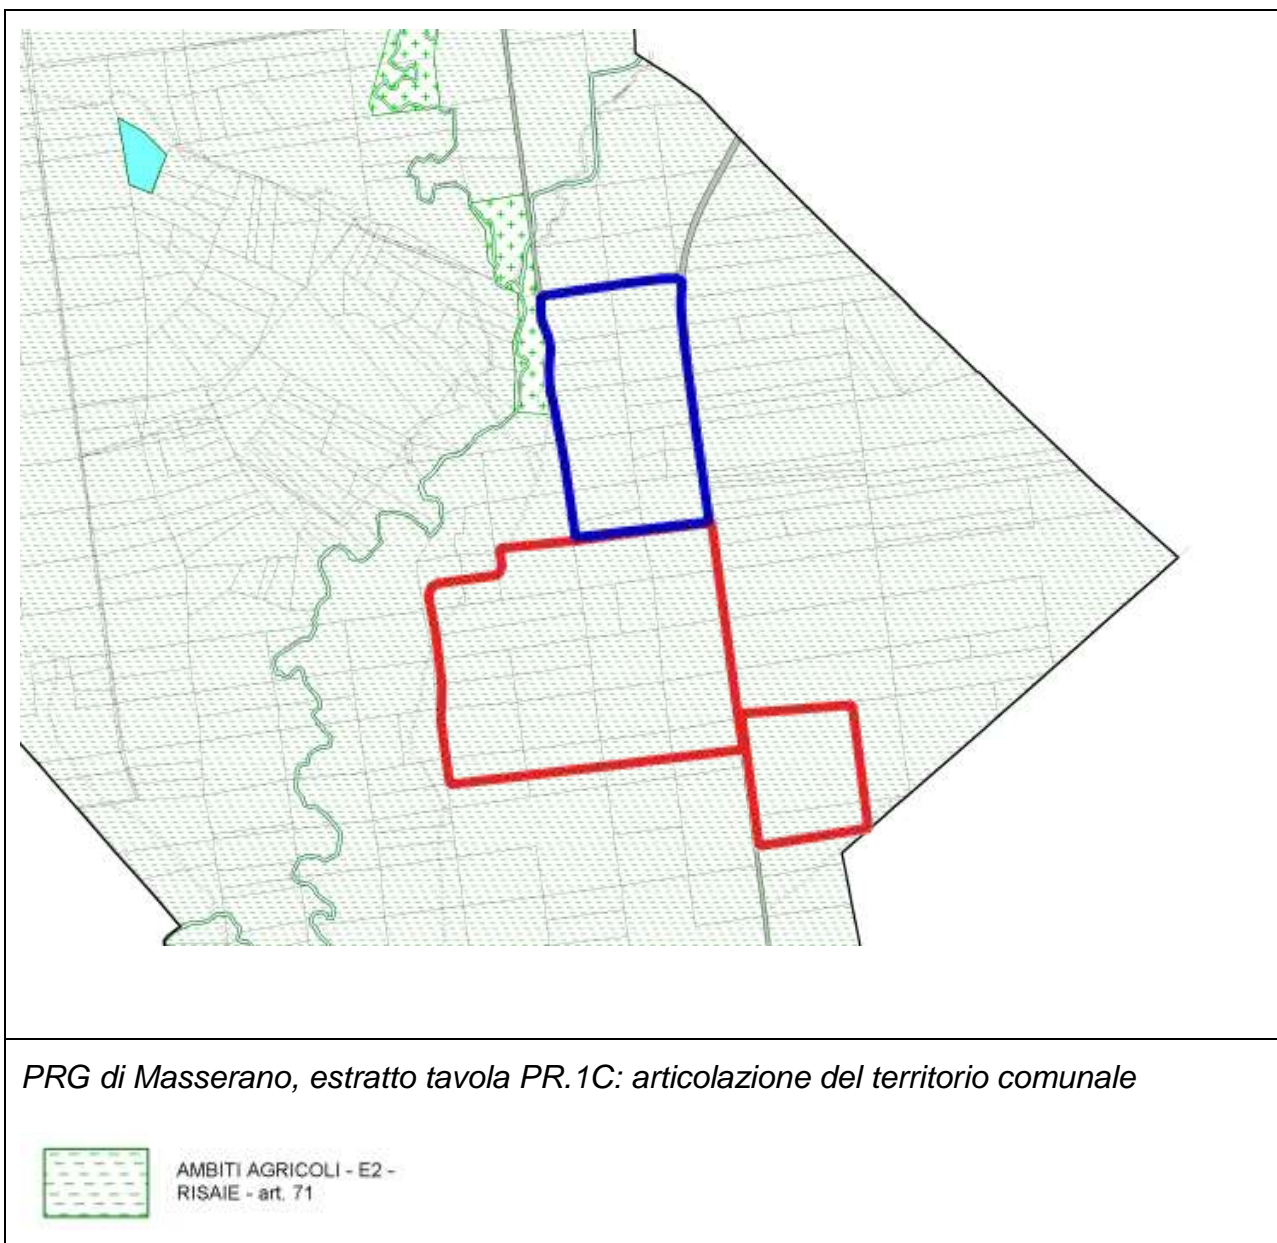 PRG di Masserano, estratto tavola PR.1C: articolazione del territorio comunale
AMBITI AGRICOLI - E2 -
RISAIE - art. 71